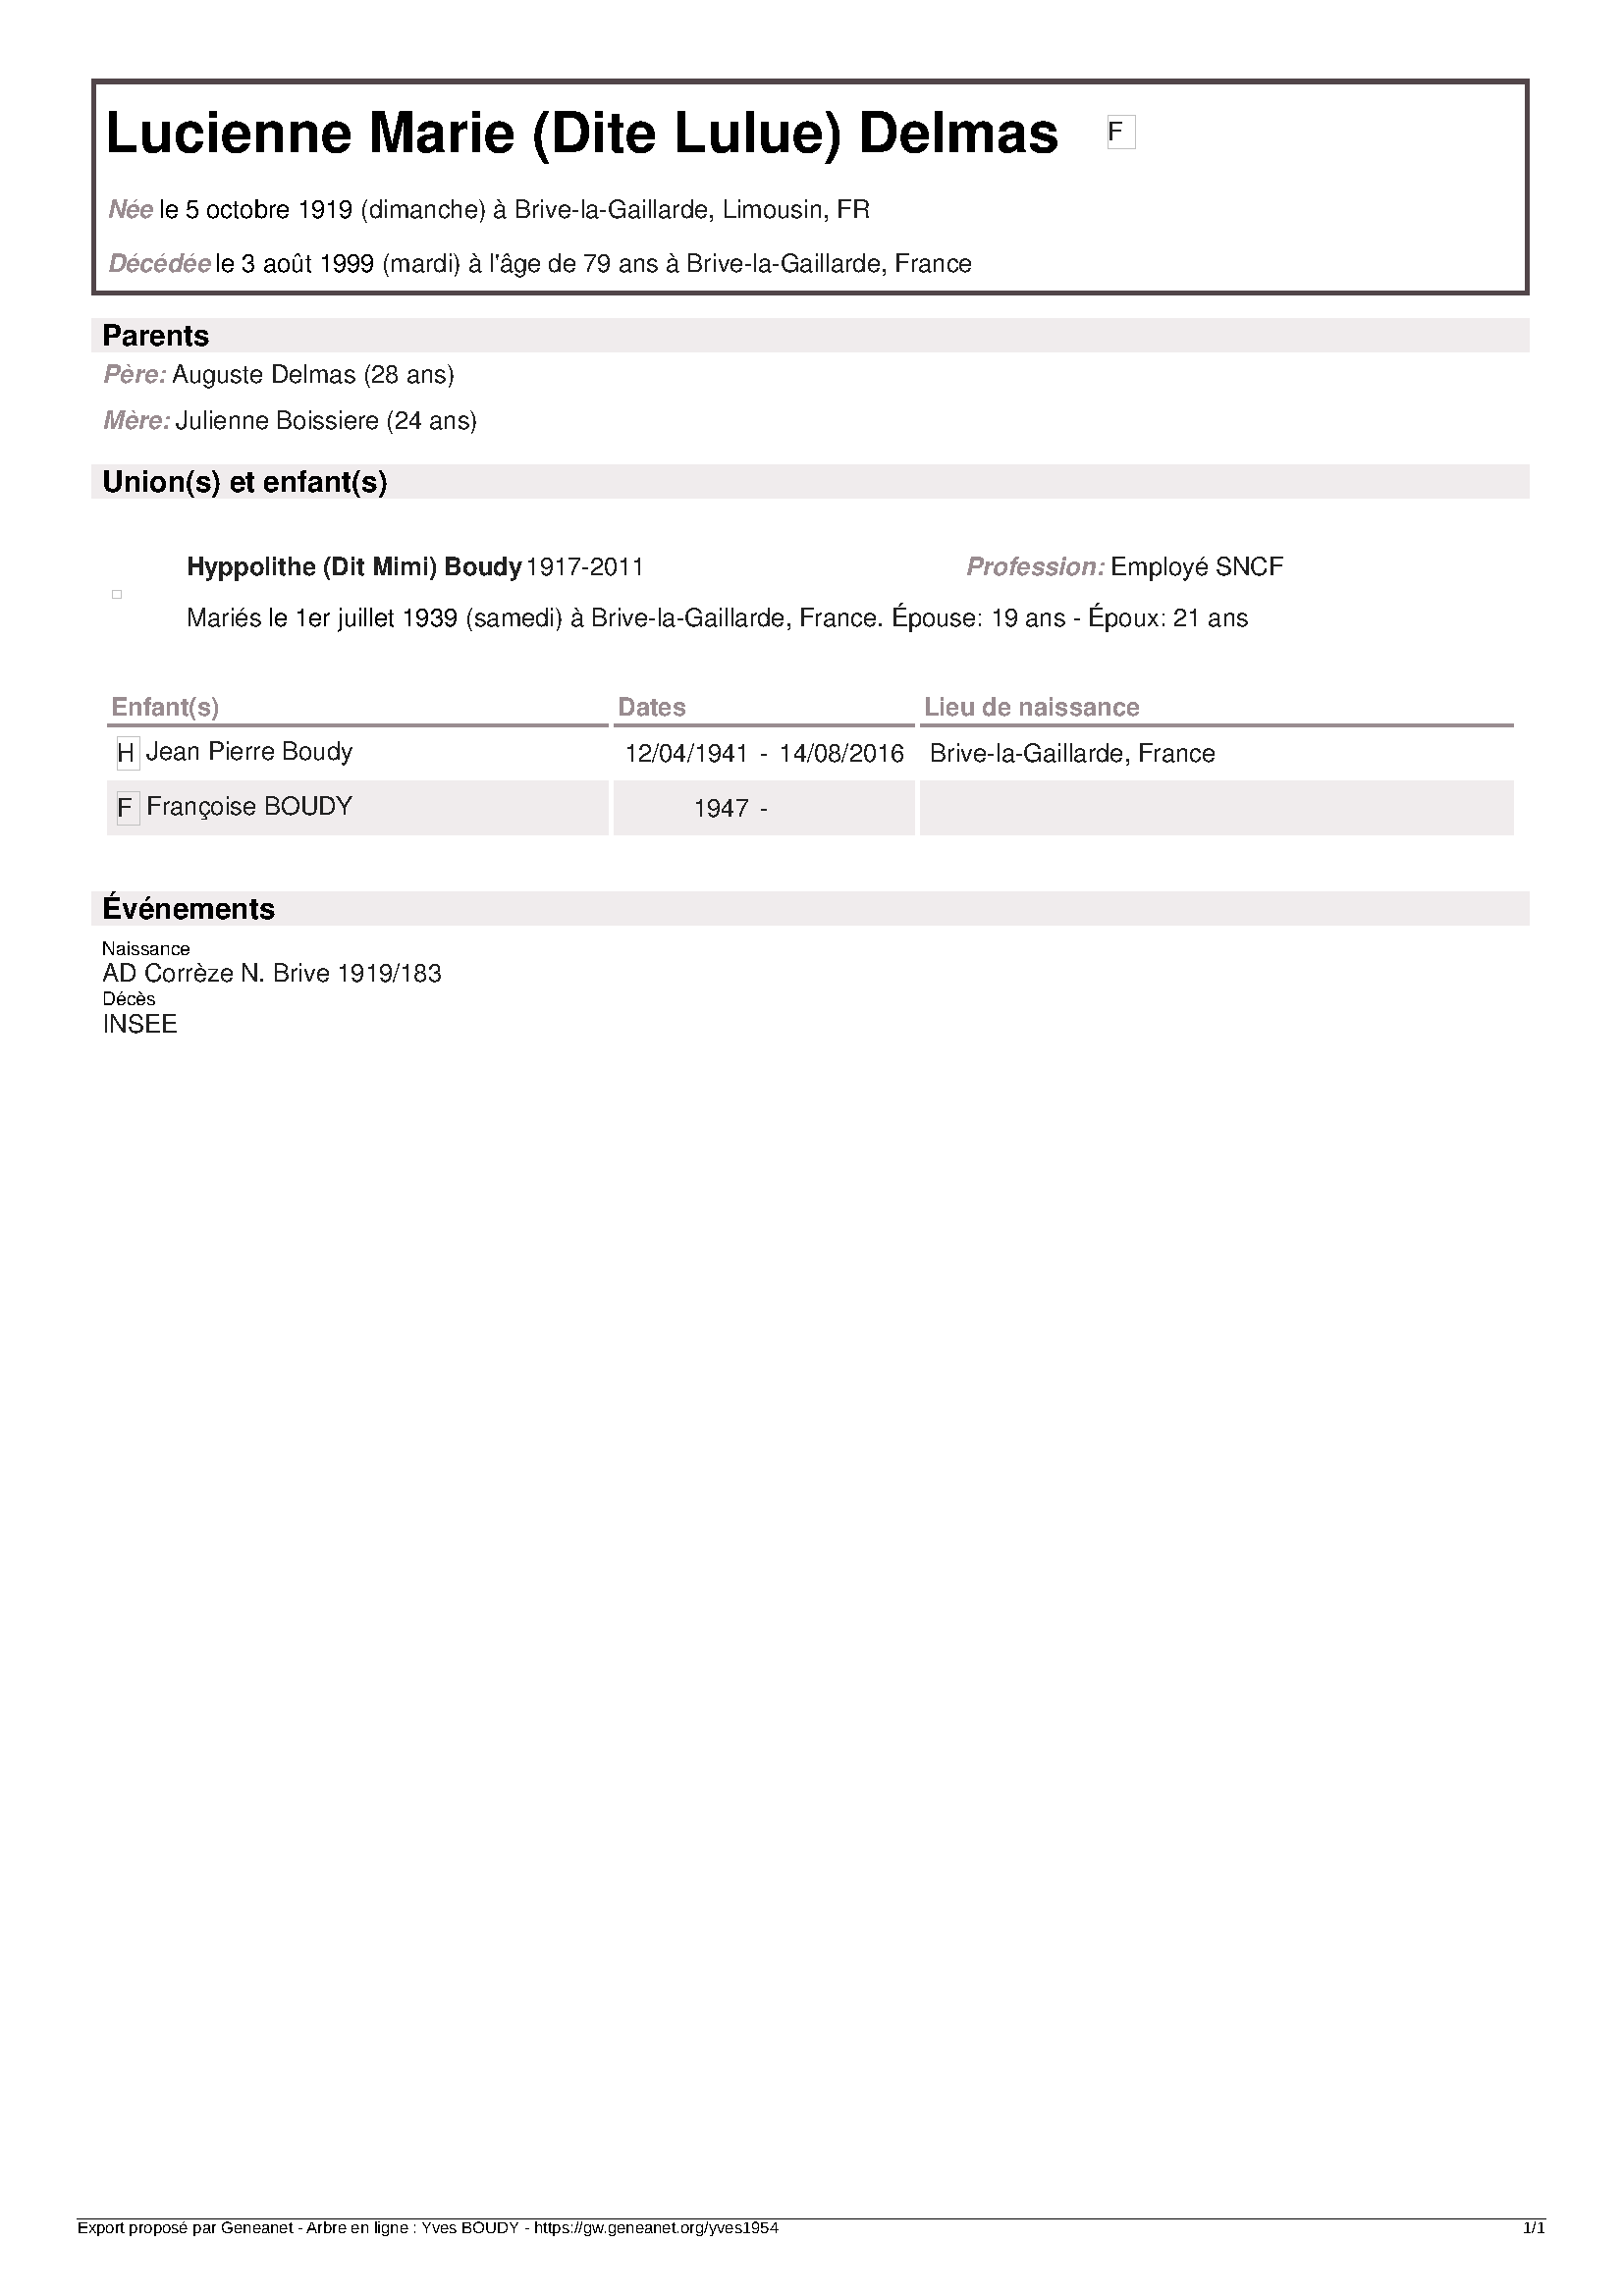 Lucienne Marie (Dite Lulue) Delmas F
Née le 5 octobre 1919 (dimanche) à Brive-la-Gaillarde, Limousin, FR
Décédée le 3 août 1999 (mardi) à l'âge de 79 ans à Brive-la-Gaillarde, France
Parents
Père: Auguste Delmas (28 ans)
Mère: Julienne Boissiere (24 ans)
Union(s) et enfant(s)
Hyppolithe (Dit Mimi) Boudy 1917-2011 Profession: Employé SNCF
Mariés le 1er juillet 1939 (samedi) à Brive-la-Gaillarde, France. Épouse: 19 ans - Époux: 21 ans
Enfant(s) Dates Lieu de naissance
H Jean Pierre Boudy 12/04/1941 - 14/08/2016 Brive-la-Gaillarde, France
F Françoise BOUDY 1947 -
Événements
Naissance
AD Corrèze N. Brive 1919/183
Décès
INSEE
Export proposé par Geneanet - Arbre en ligne : Yves BOUDY - https://gw.geneanet.org/yves1954 1/1